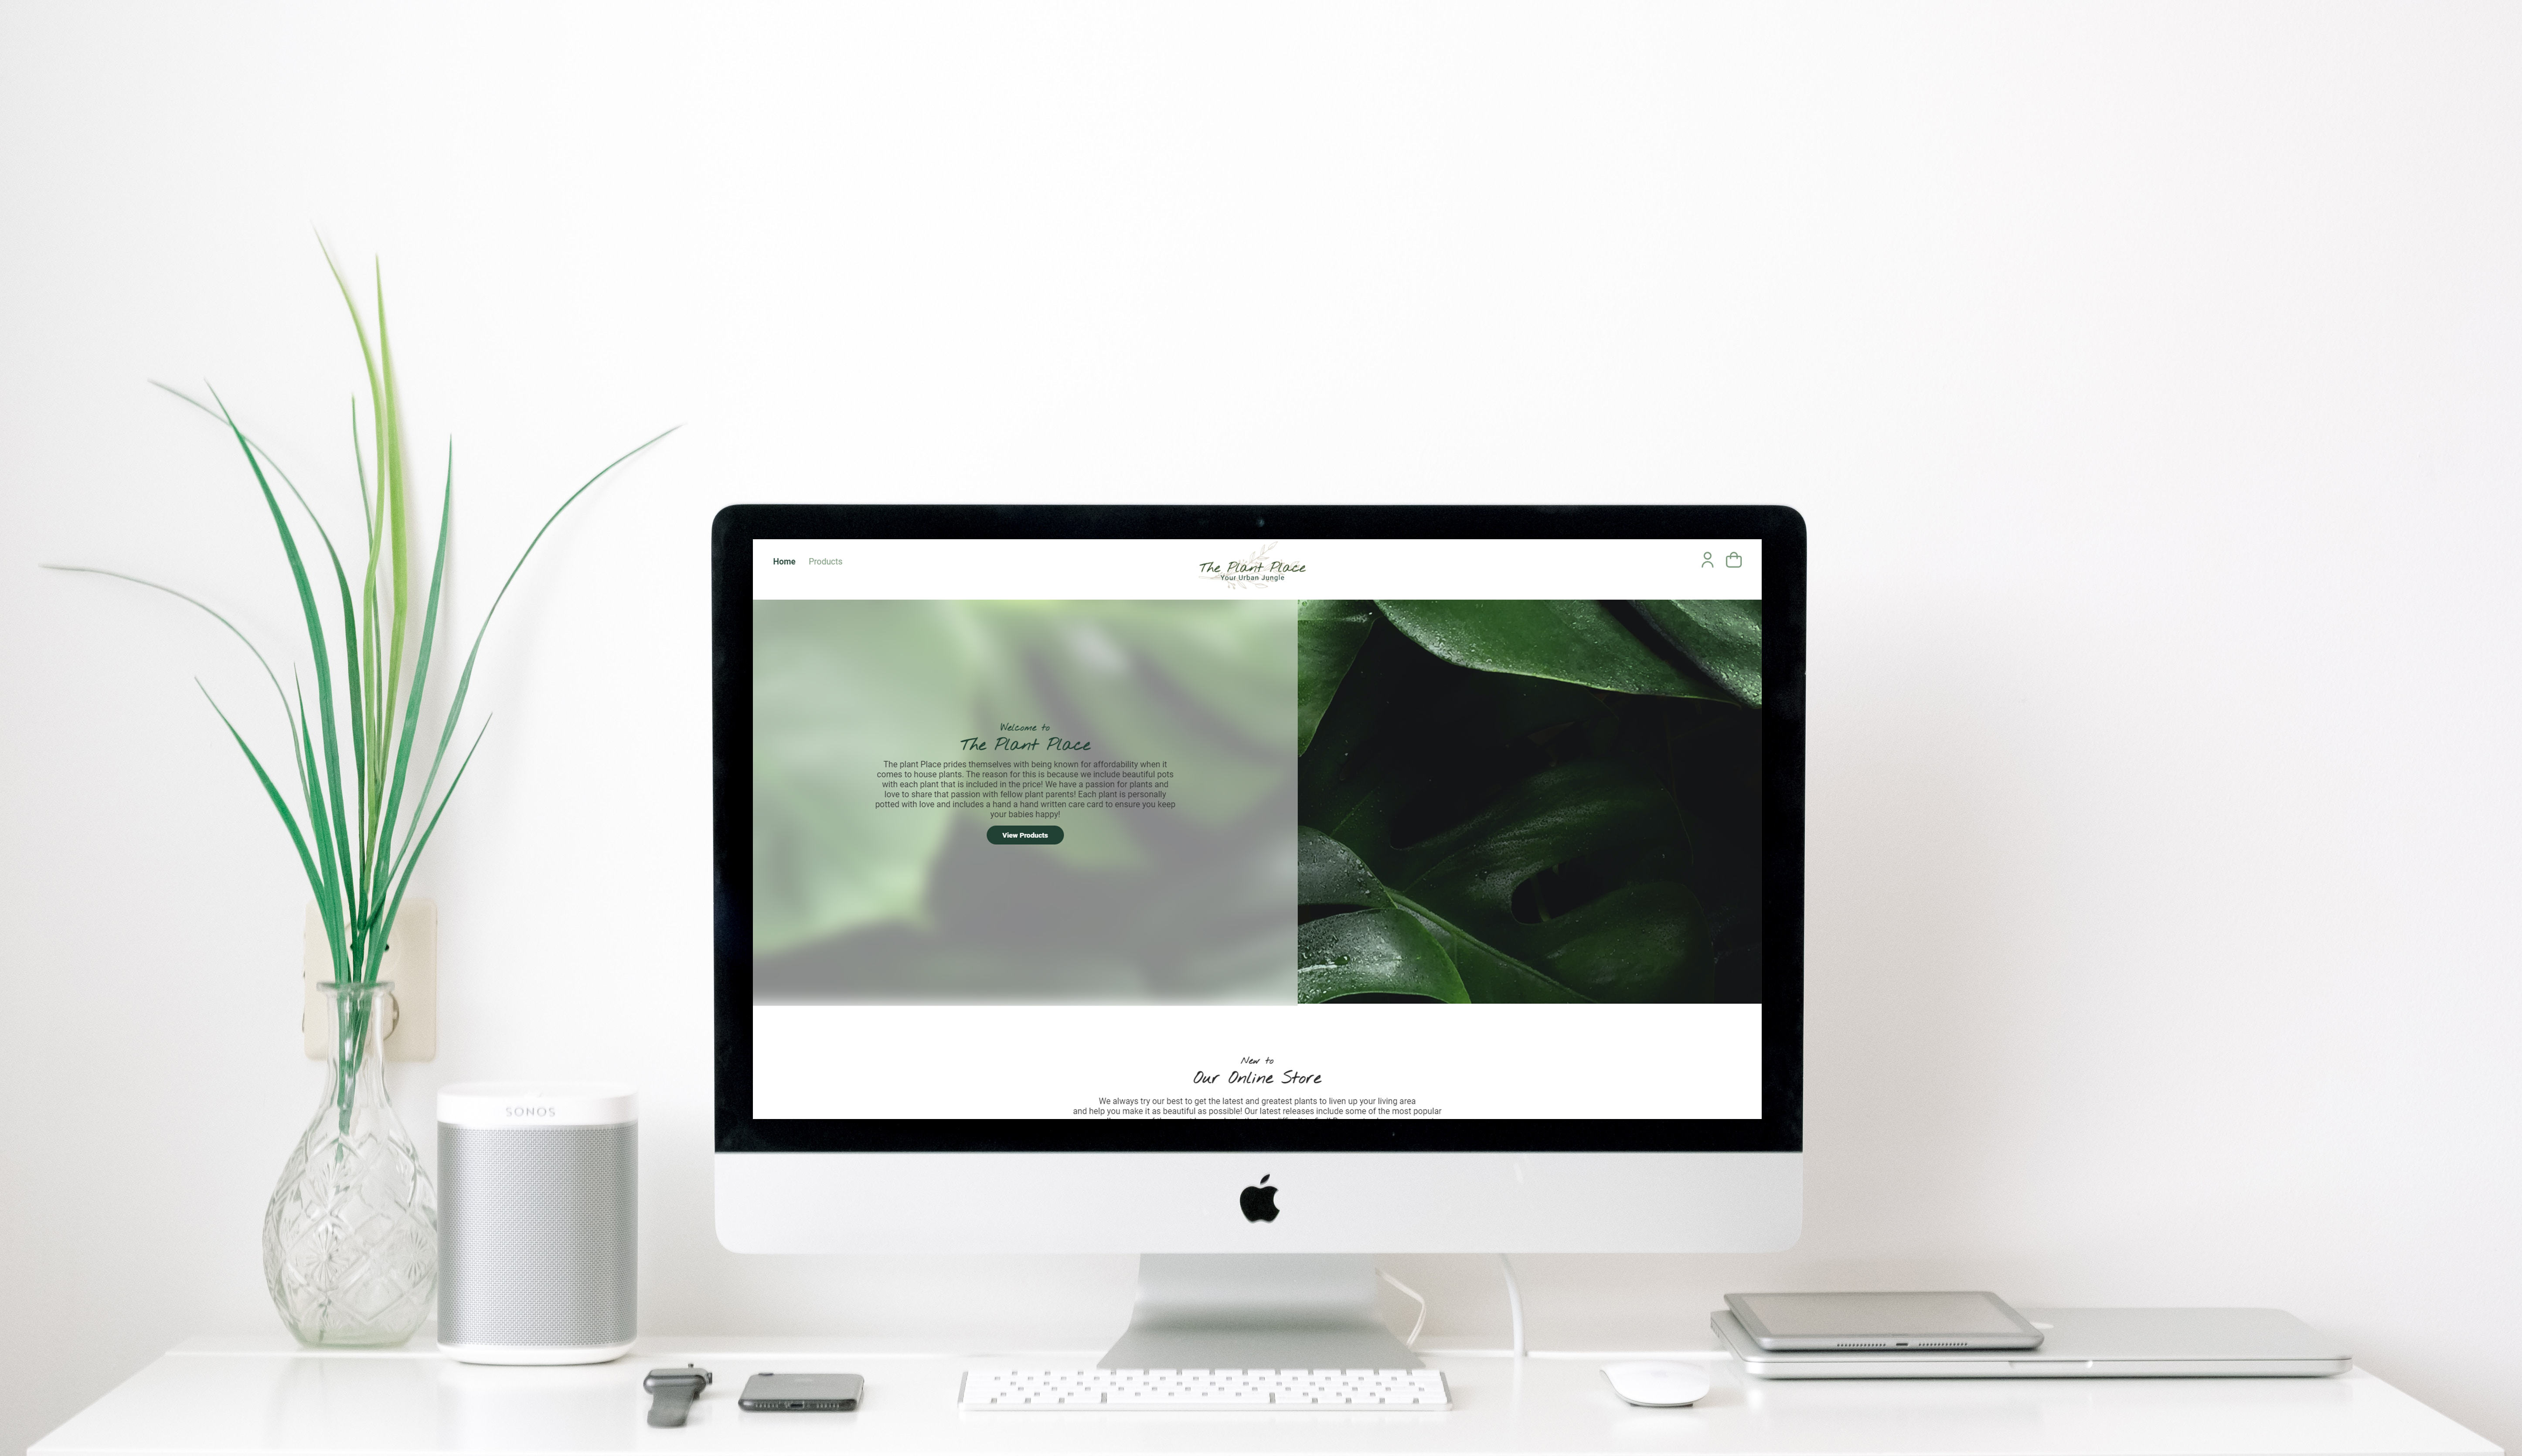 Home Products
The Plant Place
Your Urban Jungle
Welcome to
The Plant Place
The plant Place prides themselves with being known for affordability when it
comes to house plants. The reason for this is because we include beautiful pots
with each plant that is included in the price! We have a passion for plants and
love to share that passion with fellow plant parents! Each plant is personally
potted with love and includes a hand a hand written care card to ensure you keep
your babies happy!
View Products
New to
Our Online Store
We always try our best to get the latest and greatest plants to liven up your living area
and help you make it as beautiful as possible! Our latest releases include some of the most popular
SONOS